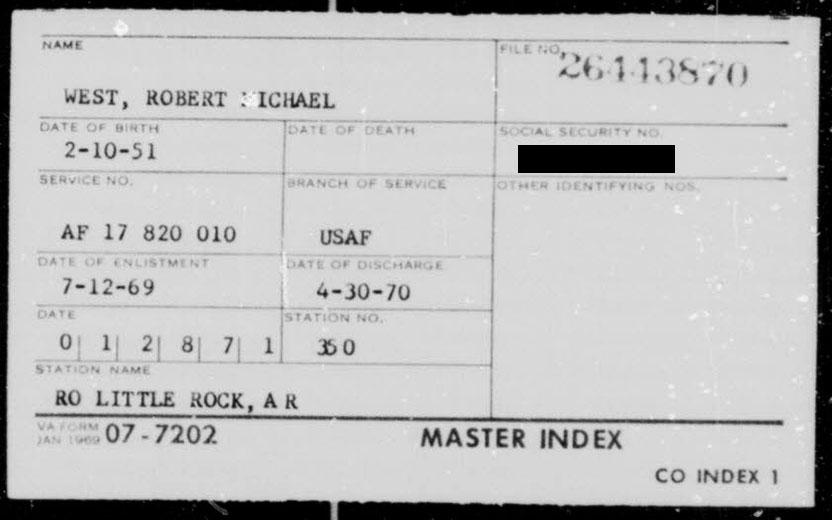 NAME
FILE NO.
26443870
WEST, ROBERT MICHAEL
DATE OF BIRTH
DATE OF DEATH
SOCIAL SECURITY NO.
2-10-51
SERVICE NO.
BRANCH OF SERVICE
OTHER IDENTIFYING NOS.
AF 17 820 010
USAF
DATE OF ENLISTMENT
DATE OF DISCHARGE
7-12-69
4-30-70
DATE
STATION NO.
0 1 2 8 7 1
350
STATION NAME
RO LITTLE ROCK, A R
VA FORM
JAN 1969 07-7202
MASTER INDEX
CO INDEX 1